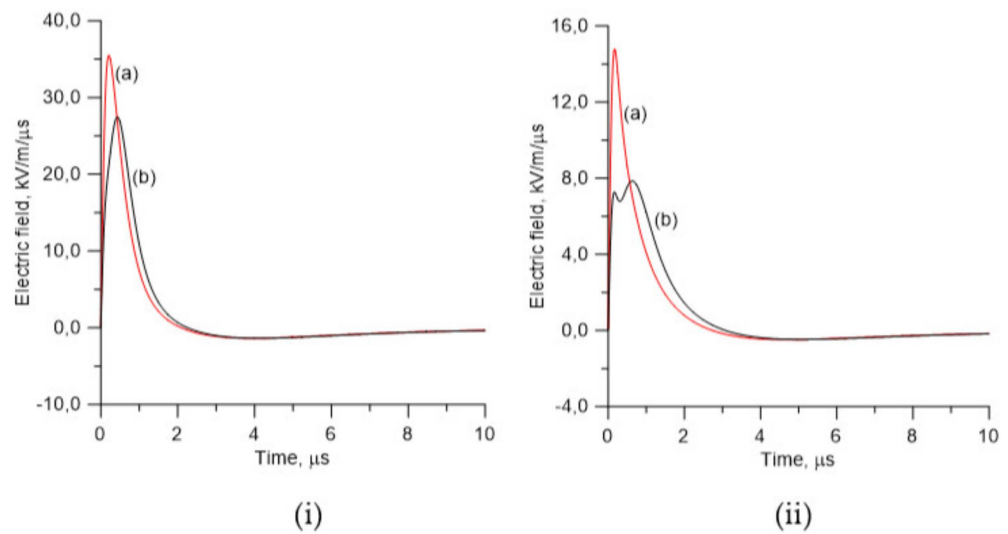 40,0
30,0
20,0
10,0
0,0
-10,0
Electric field, kV/m/μs
(a)
(b)
0 2 4 6 8 10
Time, μs
(i)
16,0
12,0
8,0
4,0
0,0
-4,0
Electric field, kV/m/μs
(a)
(b)
0 2 4 6 8 10
Time, μs
(ii)